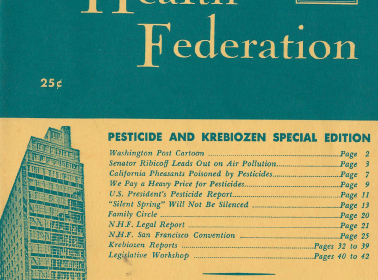 Health
Federation
25¢
PESTICIDE AND KREBIOZEN SPECIAL EDITION
Washington Post Cartoon Page 2
Senator Ribicoff Leads Out on Air Pollution Page 3
California Pheasants Poisoned by Pesticides Page 7
We Pay a Heavy Price for Pesticides Page 9
U.S. President's Pesticide Report Page 11
"Silent Spring" Will Not Be Silenced Page 13
Family Circle Page 20
N.H.F. Legal Report Page 21
N.H.F. San Francisco Convention Page 25
Krebiozen Reports Pages 32 to 39
Legislative Workshop Pages 40 to 42